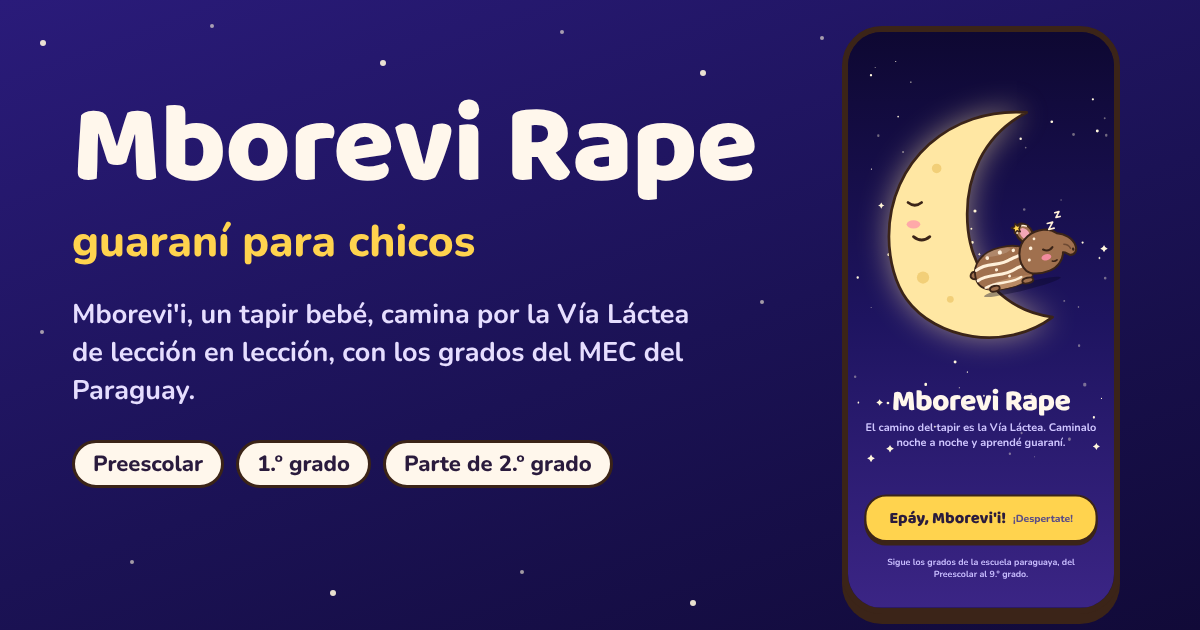 Mborevi Rape
guaraní para chicos
Mborevi'i, un tapir bebé, camina por la Vía Láctea
de lección en lección, con los grados del MEC del
Paraguay.
Preescolar
1.º grado
Parte de 2.º grado
z
z
Mborevi Rape
El camino del tapir es la Vía Láctea. Caminalo
noche a noche y aprendé guaraní.
Epáy, Mborevi'i! ¡Despertate!
Sigue los grados de la escuela paraguaya, del
Preescolar al 9.º grado.